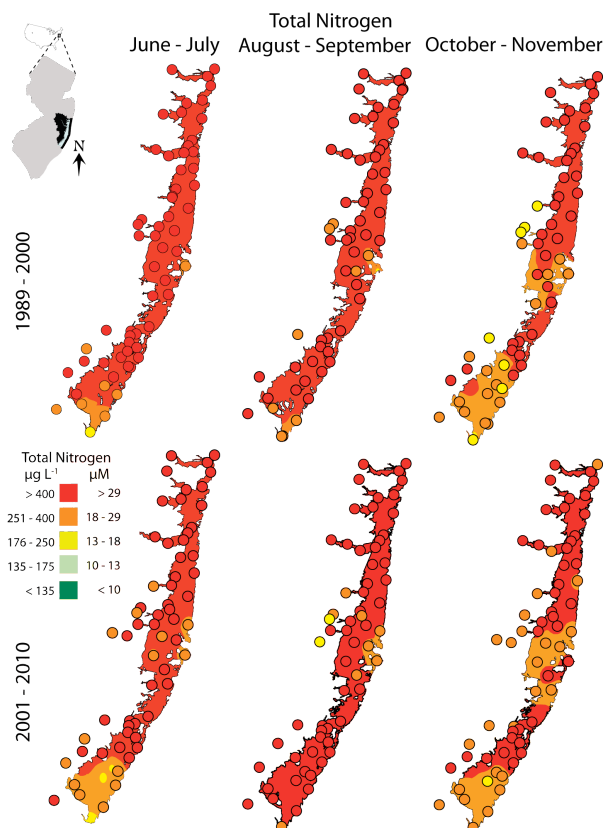 Total Nitrogen
June - July
August - September
October - November
N
1989 - 2000
Total Nitrogen
µg L⁻¹ µM
> 400 > 29
251 - 400 18 - 29
176 - 250 13 - 18
135 - 175 10 - 13
< 135 < 10
2001 - 2010